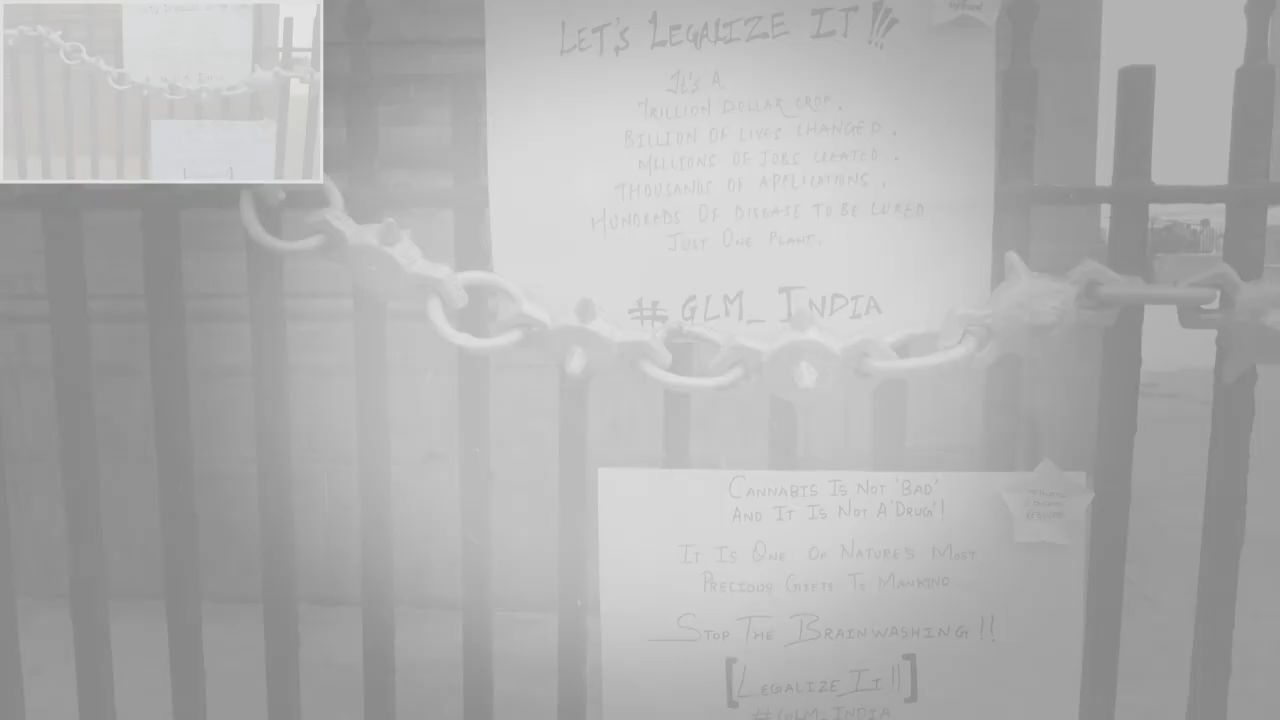 LET'S LEGALIZE IT !!!
IT'S A
TRILLION DOLLAR CROP.
BILLION OF LIVES CHANGED.
MILLIONS OF JOBS CREATED.
THOUSANDS OF APPLICATIONS.
HUNDREDS OF DISEASE TO BE CURED
JUST ONE PLANT.
# GLM_INDIA
CANNABIS IS NOT 'BAD'
AND IT IS NOT A 'DRUG'!
IT IS ONE OF NATURE'S MOST
PRECIOUS GIFTS TO MANKIND
STOP THE BRAINWASHING !!
[LEGALIZE IT !!]
#GLM_INDIA